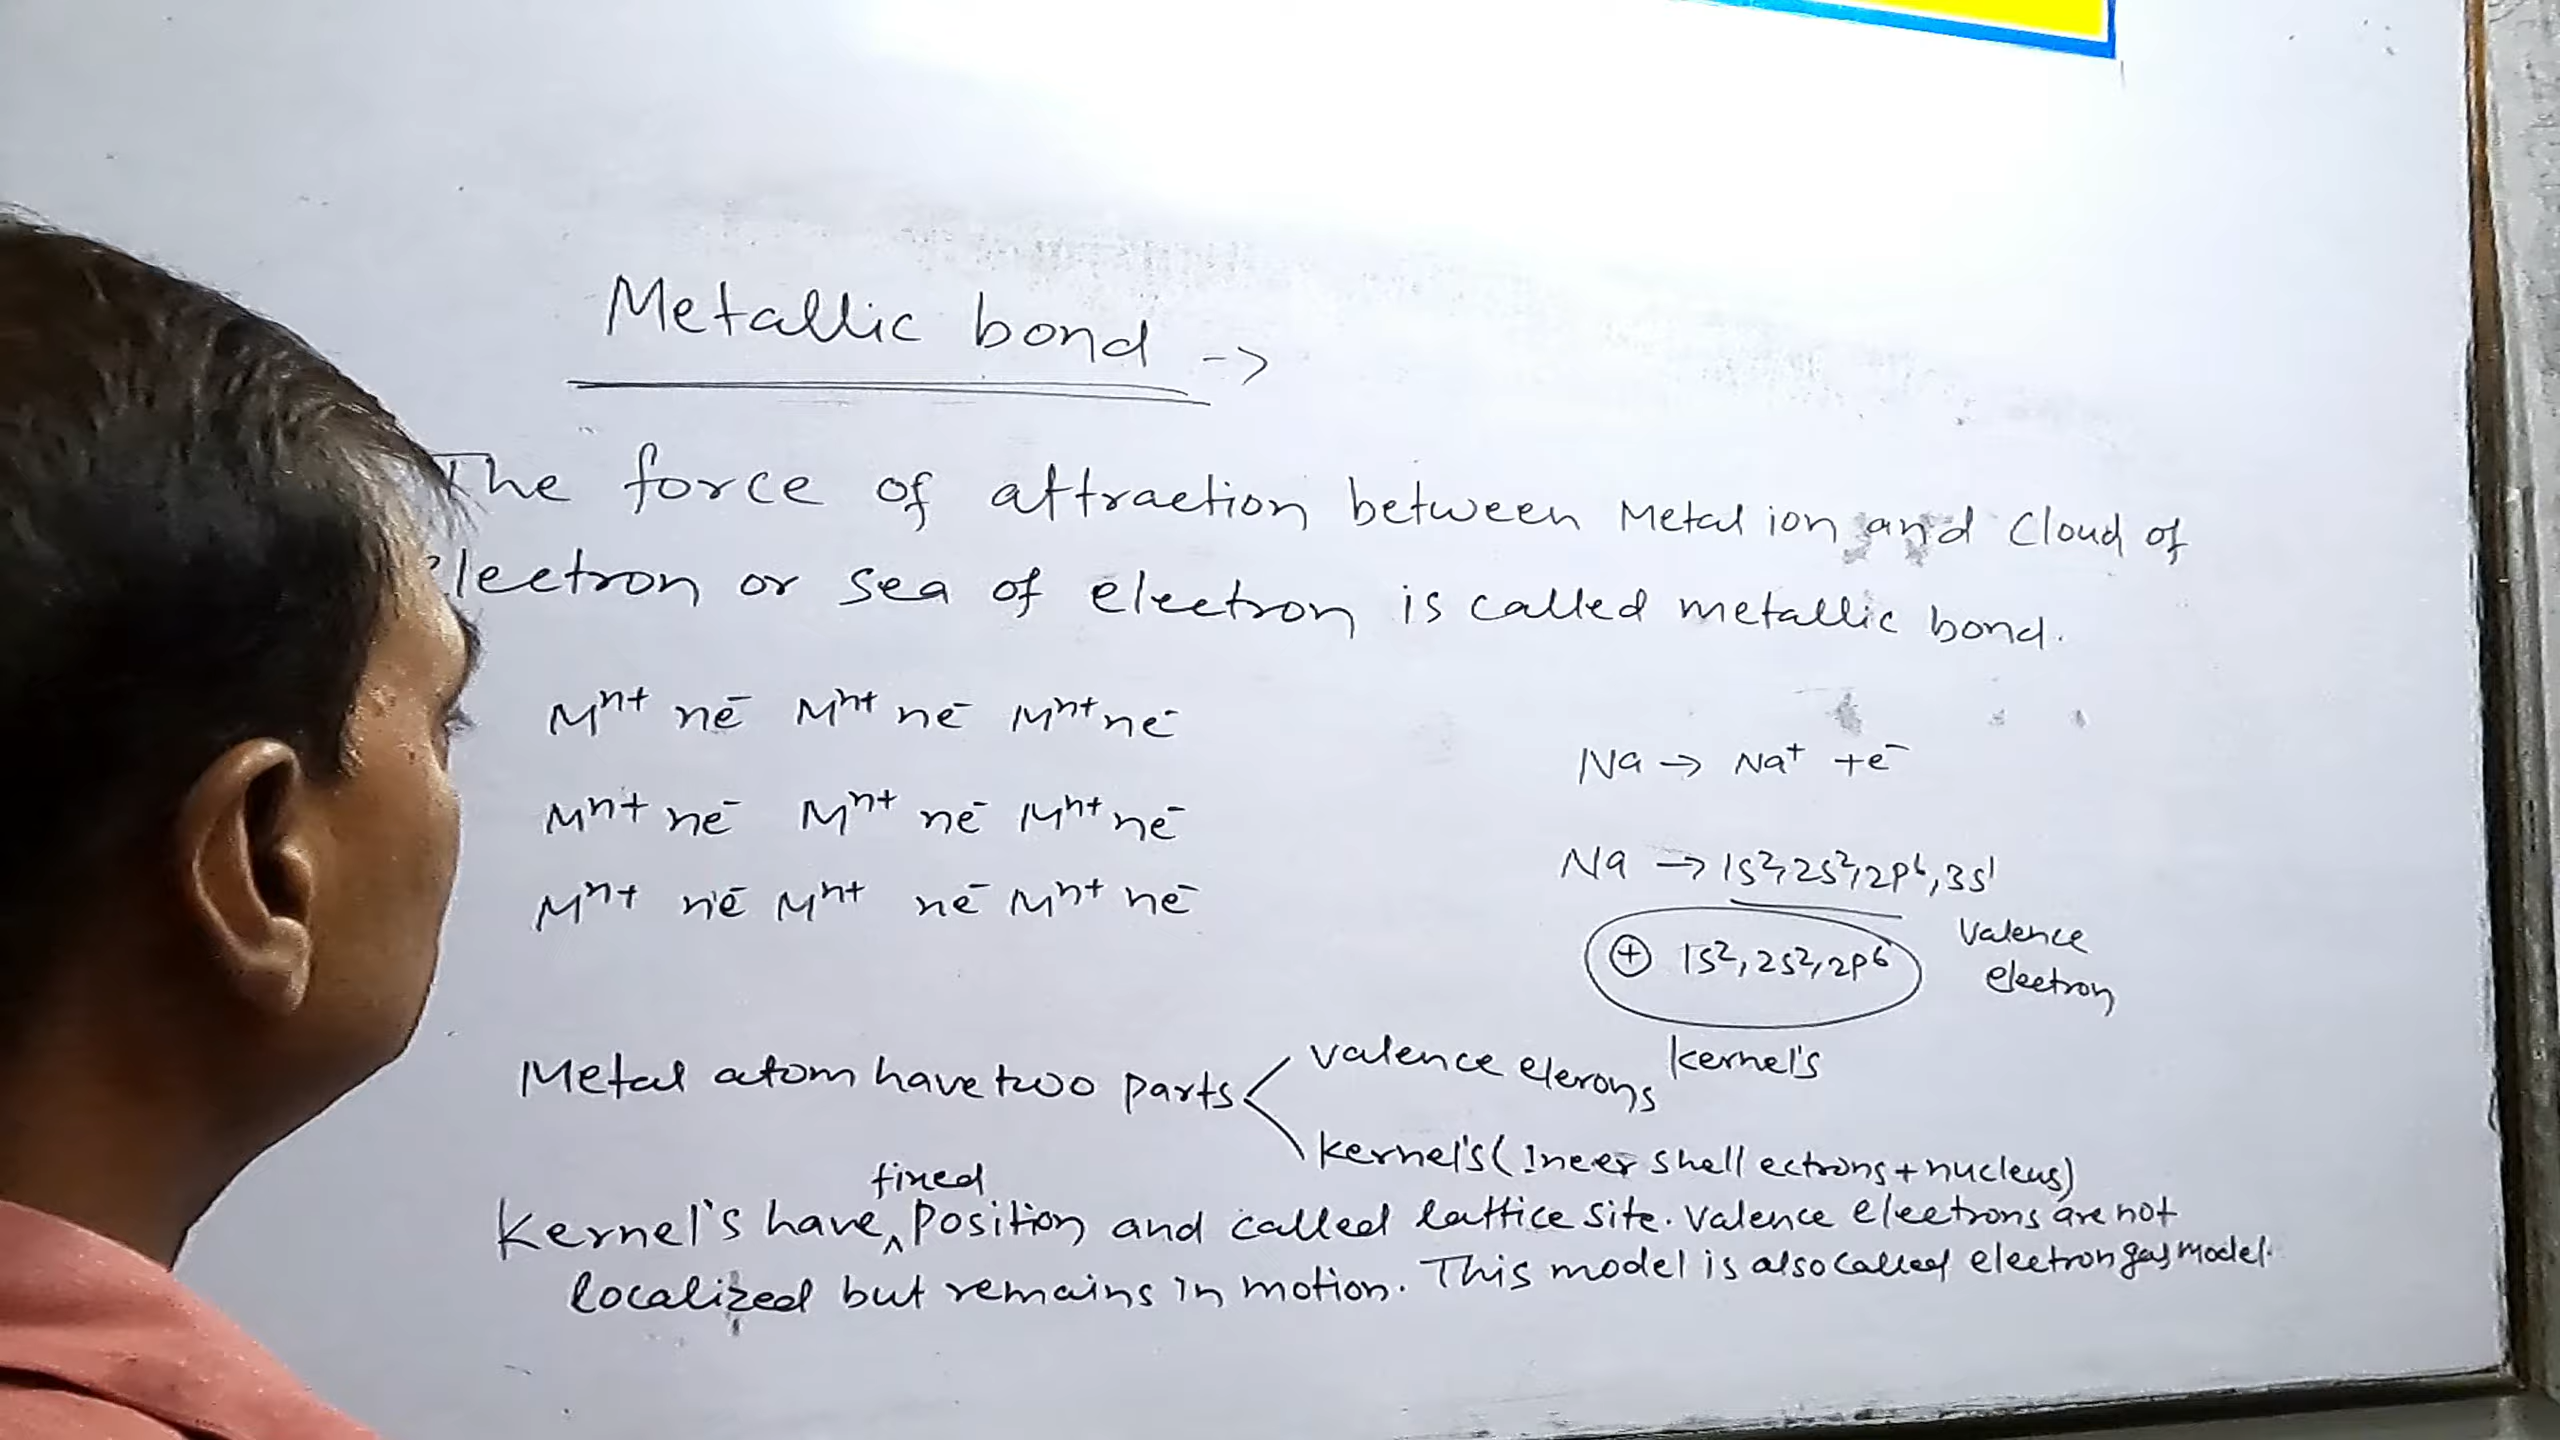 Metallic bond ->
The force of attraction between Metal ion and Cloud of
electron or sea of electron is called metallic bond.
Mⁿ⁺ ne⁻ Mⁿ⁺ ne⁻ Mⁿ⁺ ne⁻
Mⁿ⁺ ne⁻ Mⁿ⁺ ne⁻ Mⁿ⁺ ne⁻
Mⁿ⁺ ne⁻ Mⁿ⁺ ne⁻ Mⁿ⁺ ne⁻
Na → Na⁺ + e⁻
Na → 1s², 2s², 2p⁶, 3s¹
⊕ 1s², 2s², 2p⁶
Valence
electron
kernel's
Metal atom have two parts
valence elerons
kernel's (Ineer shell ectrons + nucleus)
fixed
Kernel's have ^ position and called lattice site. Valence electrons are not
localized but remains in motion. This model is also called electron gas model.